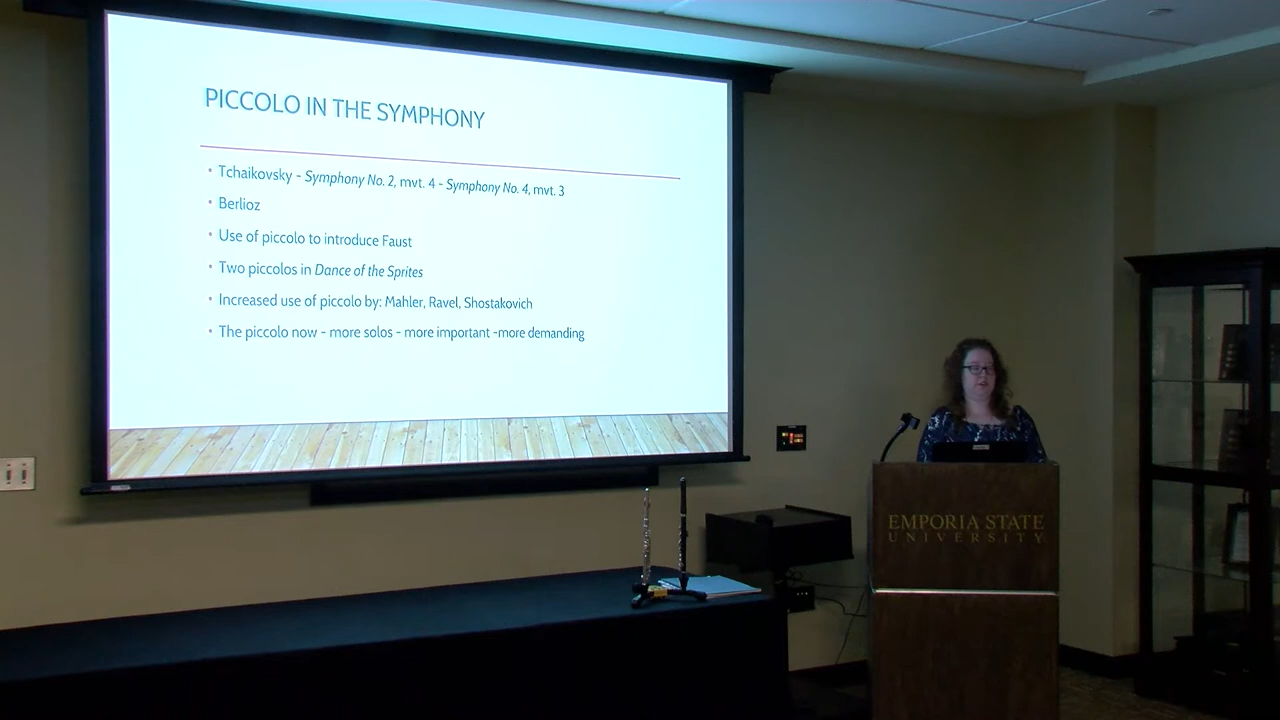 PICCOLO IN THE SYMPHONY
• Tchaikovsky - Symphony No. 2, mvt. 4 - Symphony No. 4, mvt. 3
• Berlioz
• Use of piccolo to introduce Faust
• Two piccolos in Dance of the Sprites
• Increased use of piccolo by: Mahler, Ravel, Shostakovich
• The piccolo now - more solos - more important -more demanding
EMPORIA STATE
UNIVERSITY